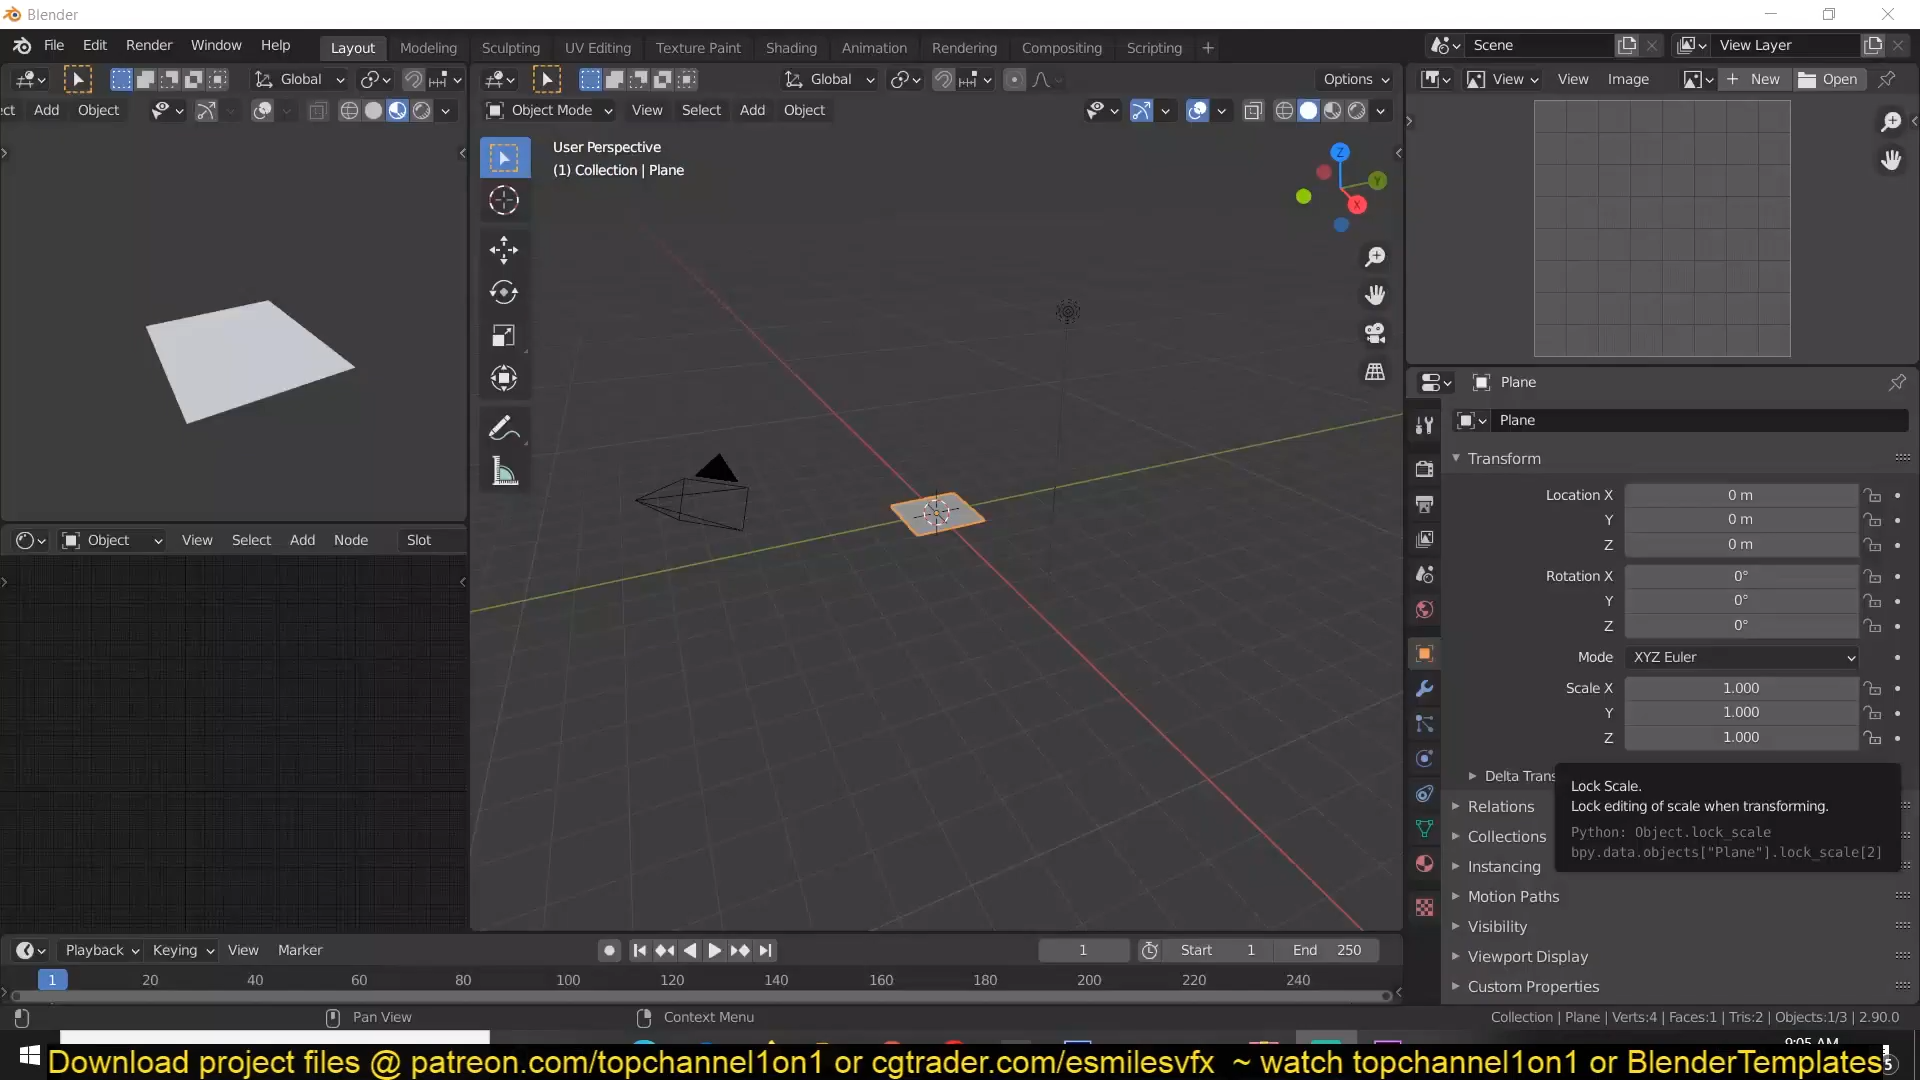 Blender
File Edit Render Window Help Layout Modeling Sculpting UV Editing Texture Paint Shading Animation Rendering Compositing Scripting + Scene View Layer
Global Global Options View View Image New Open
ect Add Object Object Mode View Select Add Object
User Perspective
(1) Collection | Plane
Z
Y
X
Plane
Plane
Transform
Location X 0 m
Y 0 m
Z 0 m
Rotation X 0°
Y 0°
Z 0°
Mode XYZ Euler
Scale X 1.000
Y 1.000
Z 1.000
Delta Trans
Lock Scale.
Lock editing of scale when transforming.
Python: Object.lock_scale
bpy.data.objects["Plane"].lock_scale[2]
Relations
Collections
Instancing
Motion Paths
Visibility
Viewport Display
Custom Properties
Object View Select Add Node Slot
Playback Keying View Marker 1 Start 1 End 250
1 20 40 60 80 100 120 140 160 180 200 220 240
Pan View Context Menu Collection | Plane | Verts:4 | Faces:1 | Tris:2 | Objects:1/3 | 2.90.0
9:05 AM
Download project files @ patreon.com/topchannel1on1 or cgtrader.com/esmilesvfx ~ watch topchannel1on1 or BlenderTemplates